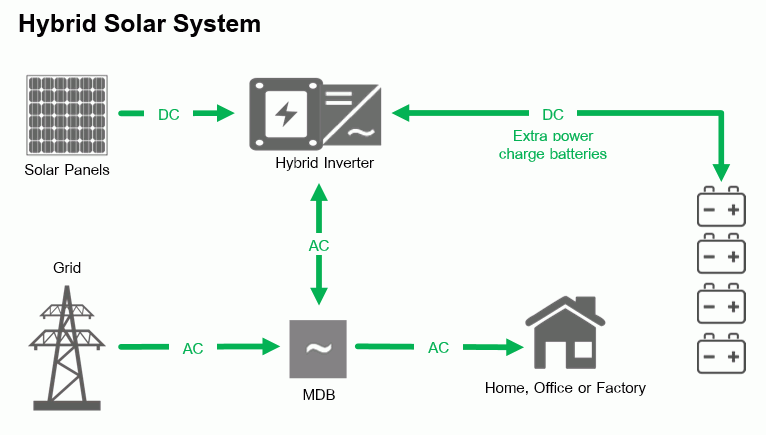 Hybrid Solar System
DC
DC
Extra power
charge batteries
Solar Panels
Hybrid Inverter
AC
Grid
AC
AC
MDB
Home, Office or Factory